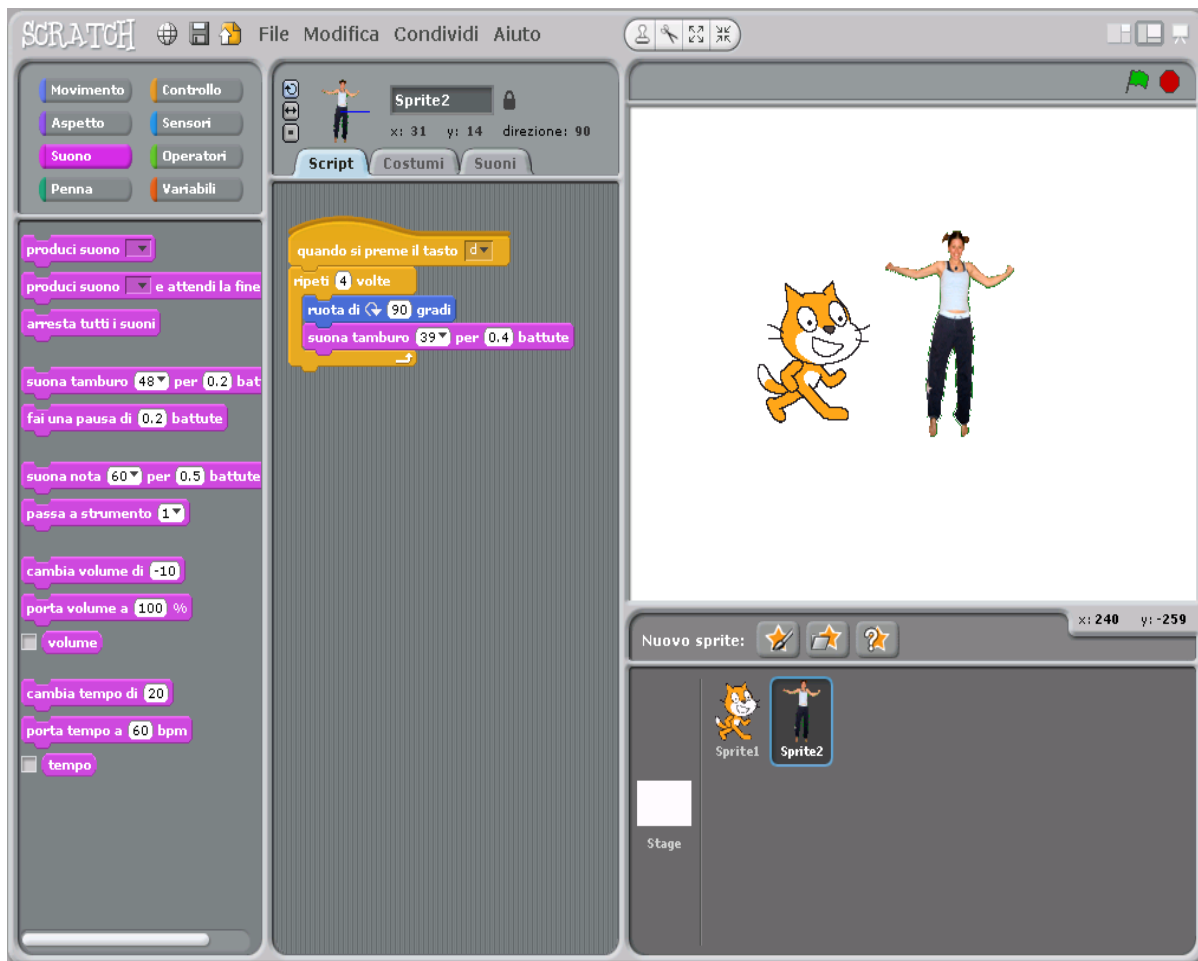 SCRATCH File Modifica Condividi Aiuto
Movimento Controllo
Aspetto Sensori
Suono Operatori
Penna Variabili
produci suono
produci suono e attendi la fine
arresta tutti i suoni
suona tamburo 48 per 0.2 bat
fai una pausa di 0.2 battute
suona nota 60 per 0.5 battute
passa a strumento 1
cambia volume di -10
porta volume a 100 %
volume
cambia tempo di 20
porta tempo a 60 bpm
tempo
Sprite2
x: 31 y: 14 direzione: 90
Script Costumi Suoni
quando si preme il tasto d
ripeti 4 volte
ruota di 90 gradi
suona tamburo 39 per 0.4 battute
x: 240 y: -259
Nuovo sprite:
Sprite1 Sprite2
Stage